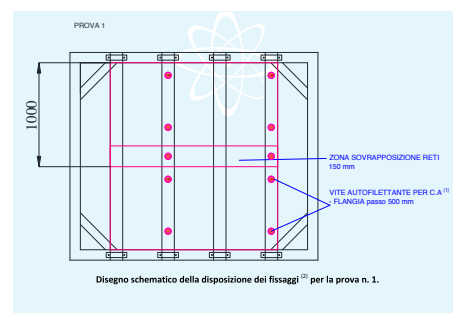 PROVA 1
1000
ZONA SOVRAPPOSIZIONE RETI
150 mm
VITE AUTOFILETTANTE PER C.A (1)
- FLANGIA passo 500 mm
Disegno schematico della disposizione dei fissaggi (2) per la prova n. 1.